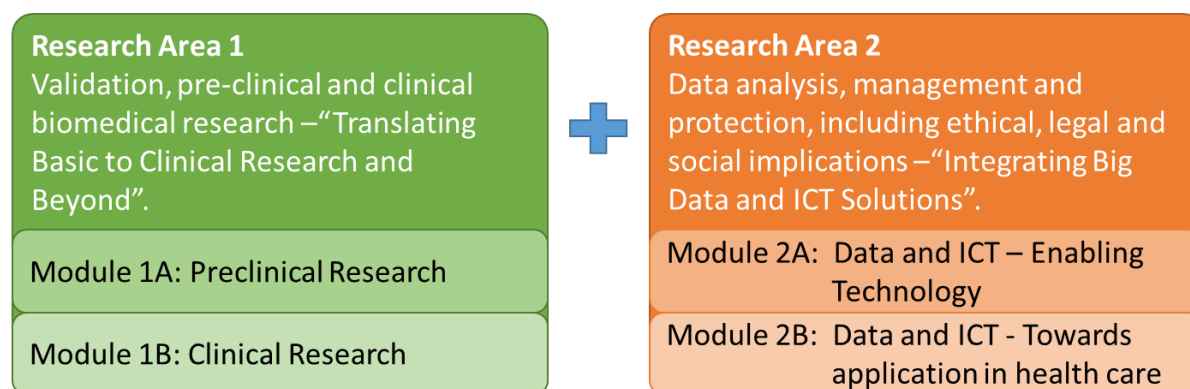 Research Area 1
Validation, pre-clinical and clinical
biomedical research –“Translating
Basic to Clinical Research and
Beyond”.
Module 1A: Preclinical Research
Module 1B: Clinical Research
Research Area 2
Data analysis, management and
protection, including ethical, legal and
social implications –“Integrating Big
Data and ICT Solutions”.
Module 2A: Data and ICT – Enabling
Technology
Module 2B: Data and ICT - Towards
application in health care